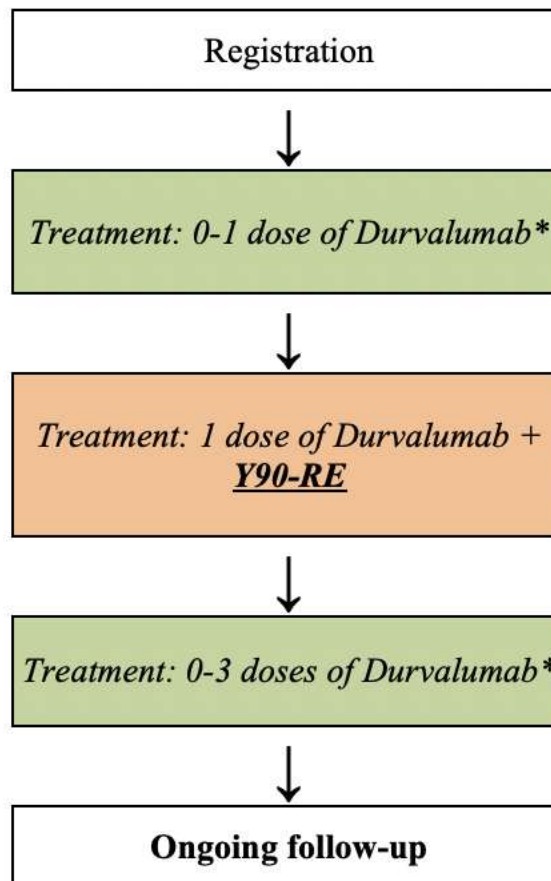 Registration
Treatment: 0-1 dose of Durvalumab*
Treatment: 1 dose of Durvalumab +
Y90-RE
Treatment: 0-3 doses of Durvalumab*
Ongoing follow-up